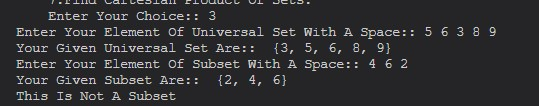 7.Find Cartesian Product Of Sets.
Enter Your Choice:: 3
Enter Your Element Of Universal Set With A Space:: 5 6 3 8 9
Your Given Universal Set Are::  {3, 5, 6, 8, 9}
Enter Your Element Of Subset With A Space:: 4 6 2
Your Given Subset Are::  {2, 4, 6}
This Is Not A Subset